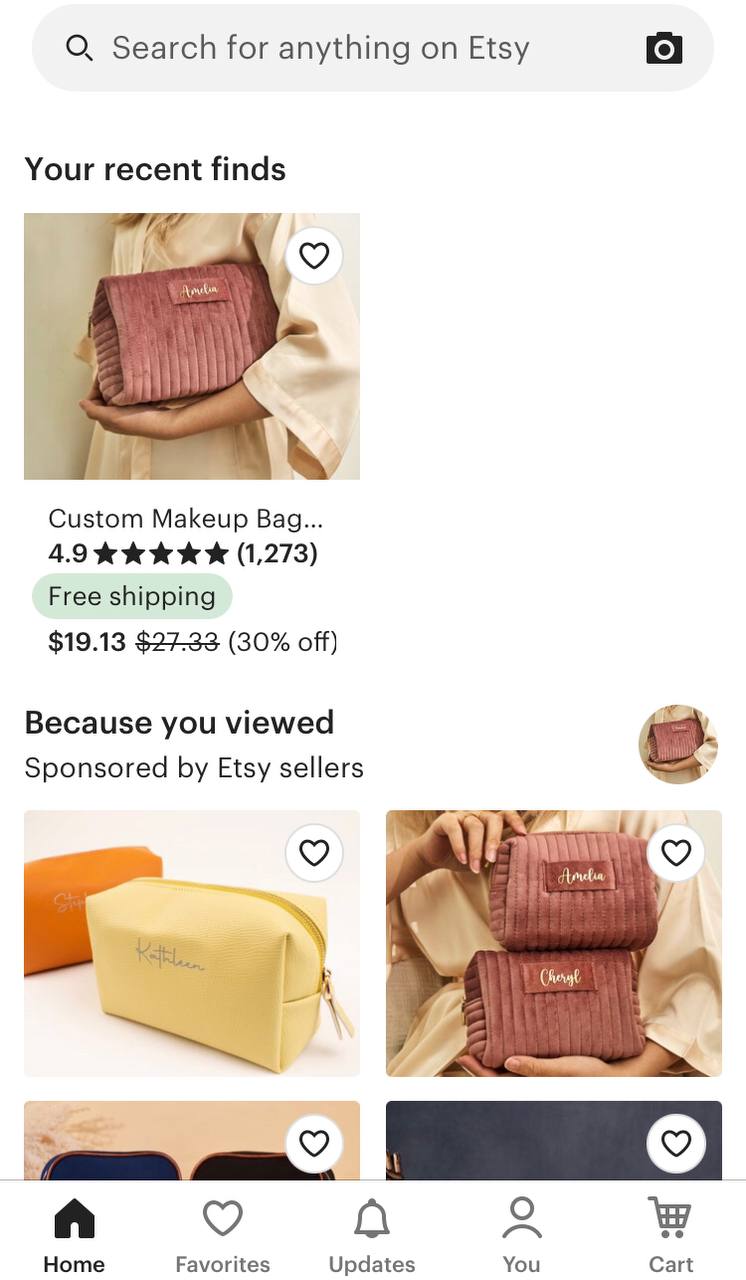 Search for anything on Etsy
Your recent finds
Amelia
Custom Makeup Bag...
4.9 ★★★★★ (1,273)
Free shipping
$19.13 $27.33 (30% off)
Because you viewed
Sponsored by Etsy sellers
Kathleen
Amelia
Cheryl
Home Favorites Updates You Cart